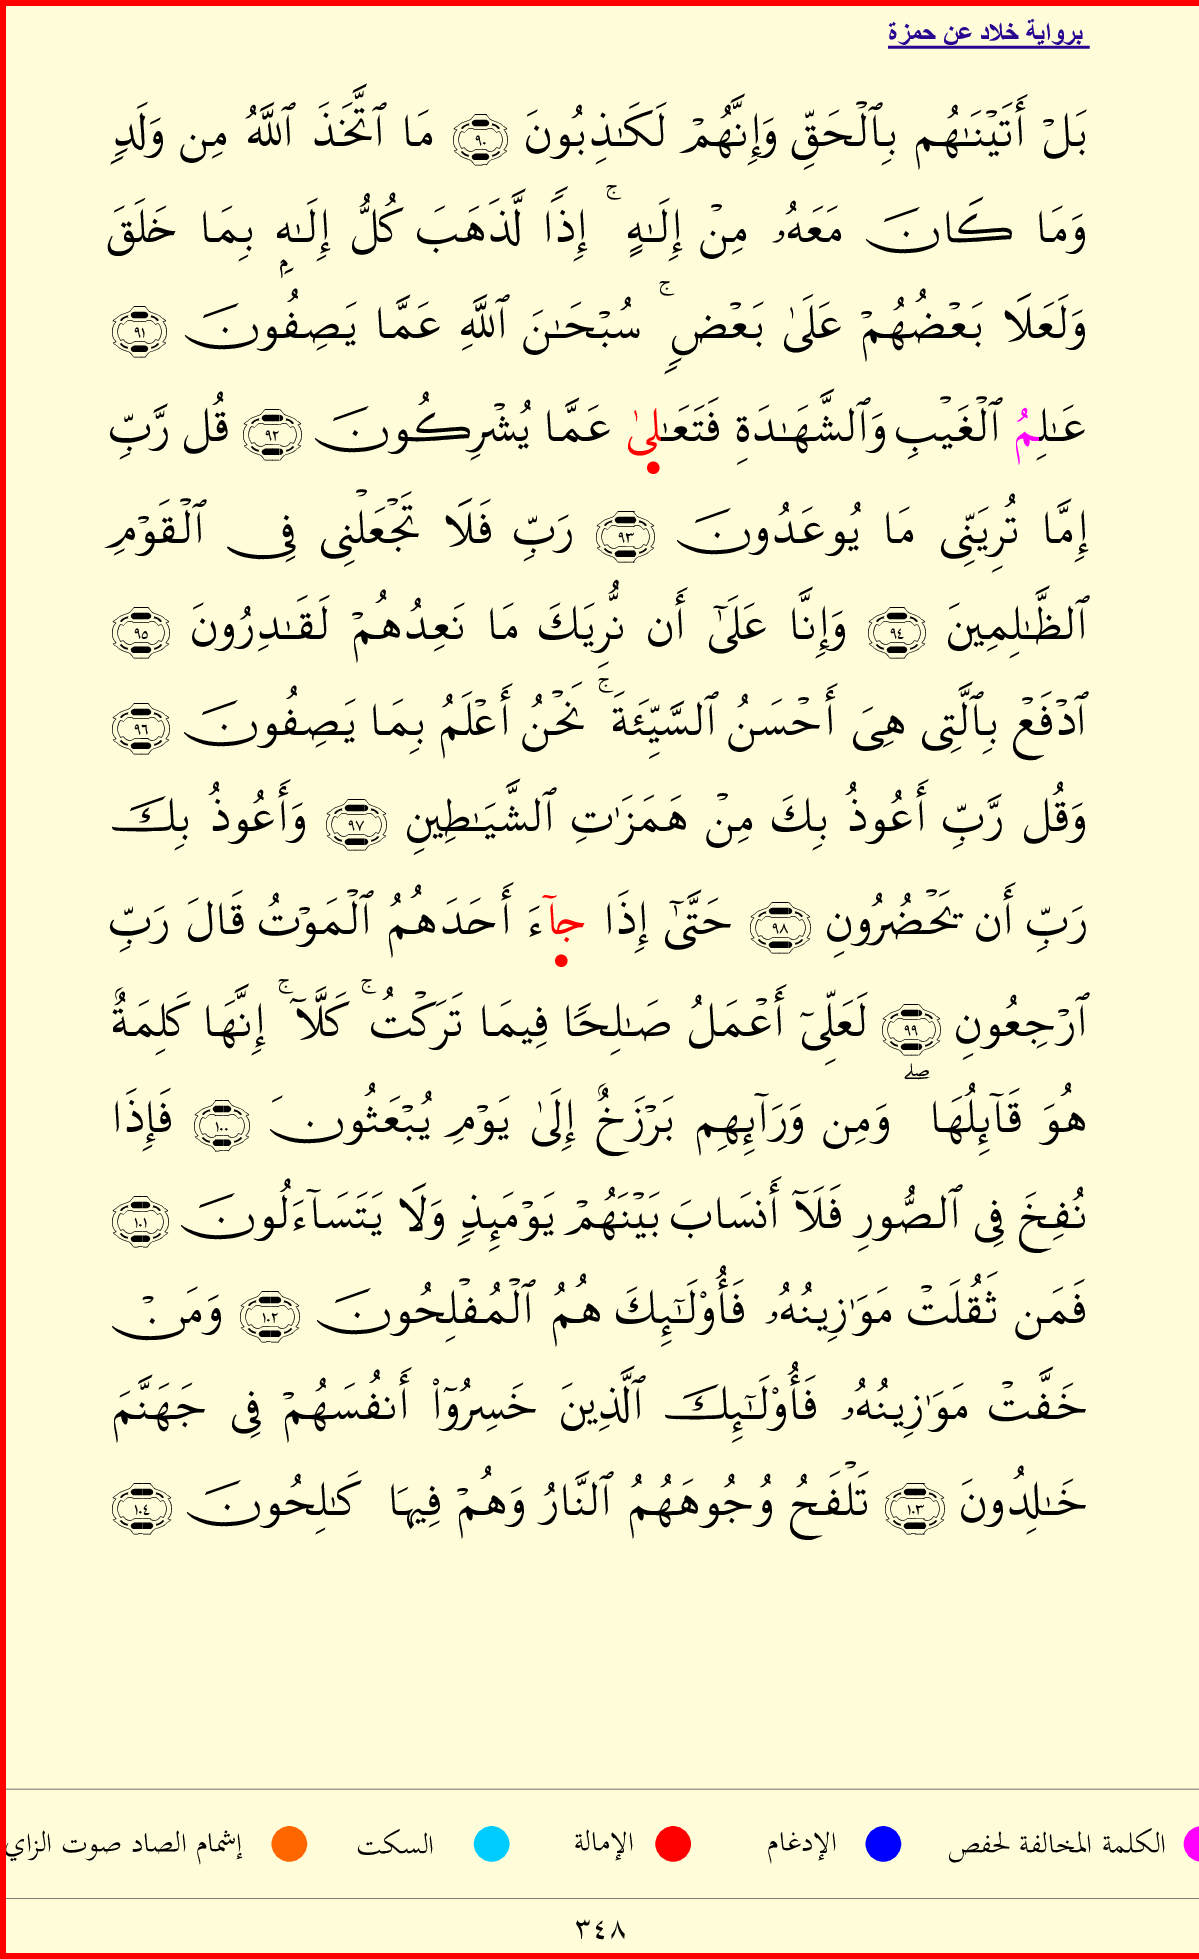 برواية خلاد عن حمزة
بَلۡ أَتَيۡنَـٰهُم بِٱلۡحَقِّ وَإِنَّهُمۡ لَكَـٰذِبُونَ ٩٠ مَا ٱتَّخَذَ ٱللَّهُ مِن وَلَدٍ
وَمَا كَانَ مَعَهُۥ مِنۡ إِلَـٰهٍ ۚ إِذًا لَّذَهَبَ كُلُّ إِلَـٰهِۭ بِمَا خَلَقَ
وَلَعَلَا بَعۡضُهُمۡ عَلَىٰ بَعۡضٍ ۚ سُبۡحَـٰنَ ٱللَّهِ عَمَّا يَصِفُونَ ٩١
عَـٰلِمُ ٱلۡغَيۡبِ وَٱلشَّهَـٰدَةِ فَتَعَـٰلىٰ عَمَّا يُشۡرِكُونَ ٩٢ قُل رَّبِّ
إِمَّا تُرِيَنِّى مَا يُوعَدُونَ ٩٣ رَبِّ فَلَا تَجۡعَلۡنِى فِى ٱلۡقَوۡمِ
ٱلظَّـٰلِمِينَ ٩٤ وَإِنَّا عَلَىٰٓ أَن نُّرِيَكَ مَا نَعِدُهُمۡ لَقَـٰدِرُونَ ٩٥
ٱدۡفَعۡ بِٱلَّتِى هِىَ أَحۡسَنُ ٱلسَّيِّئَةَ ۚ نَحۡنُ أَعۡلَمُ بِمَا يَصِفُونَ ٩٦
وَقُل رَّبِّ أَعُوذُ بِكَ مِنۡ هَمَزَٰتِ ٱلشَّيَـٰطِينِ ٩٧ وَأَعُوذُ بِكَ
رَبِّ أَن يَحۡضُرُونِ ٩٨ حَتَّىٰٓ إِذَا جآءَ أَحَدَهُمُ ٱلۡمَوۡتُ قَالَ رَبِّ
ٱرۡجِعُونِ ٩٩ لَعَلِّىٓ أَعۡمَلُ صَـٰلِحًا فِيمَا تَرَكۡتُ ۚ كَلَّآ ۚ إِنَّهَا كَلِمَةٌ
هُوَ قَآئِلُهَا ۖ وَمِن وَرَآئِهِم بَرۡزَخٌ إِلَىٰ يَوۡمِ يُبۡعَثُونَ ١٠٠ فَإِذَا
نُفِخَ فِى ٱلصُّورِ فَلَآ أَنسَابَ بَيۡنَهُمۡ يَوۡمَئِذٍ وَلَا يَتَسَآءَلُونَ ١٠١
فَمَن ثَقُلَتۡ مَوَٰزِينُهُۥ فَأُوْلَـٰٓئِكَ هُمُ ٱلۡمُفۡلِحُونَ ١٠٢ وَمَنۡ
خَفَّتۡ مَوَٰزِينُهُۥ فَأُوْلَـٰٓئِكَ ٱلَّذِينَ خَسِرُوٓاْ أَنفُسَهُمۡ فِى جَهَنَّمَ
خَـٰلِدُونَ ١٠٣ تَلۡفَحُ وُجُوهَهُمُ ٱلنَّارُ وَهُمۡ فِيهَا كَـٰلِحُونَ ١٠٤
الكلمة المخالفة لحفص الإدغام الإمالة السكت إشمام الصاد صوت الزاي
٣٤٨